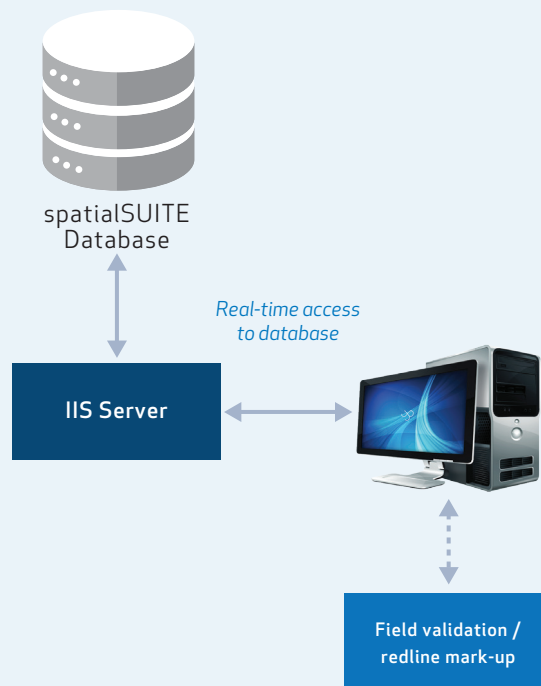 spatialSUITE
Database
Real-time access
to database
IIS Server
Field validation /
redline mark-up